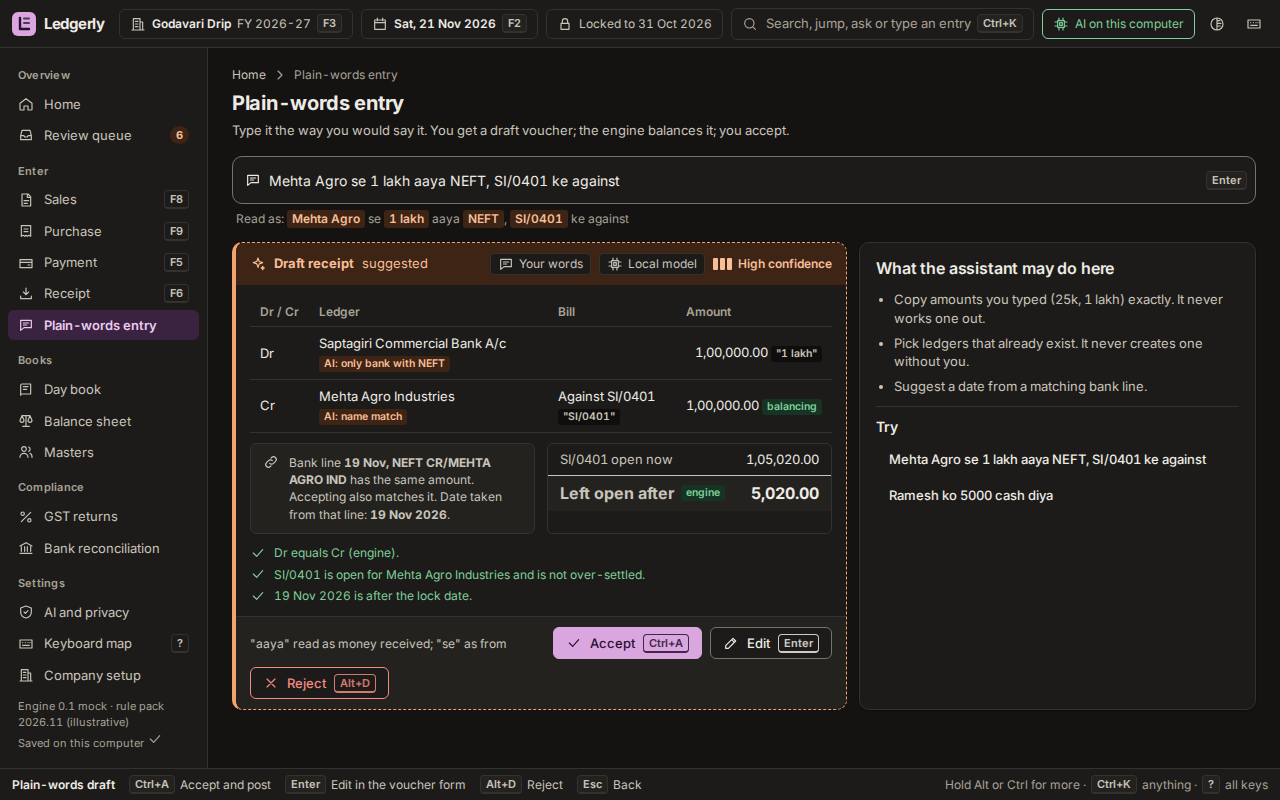 Ledgerly
Godavari Drip FY 2026-27 F3
Sat, 21 Nov 2026 F2
Locked to 31 Oct 2026
Search, jump, ask or type an entry Ctrl+K
AI on this computer
Overview
Home
Review queue 6
Enter
Sales F8
Purchase F9
Payment F5
Receipt F6
Plain-words entry
Books
Day book
Balance sheet
Masters
Compliance
GST returns
Bank reconciliation
Settings
AI and privacy
Keyboard map ?
Company setup
Engine 0.1 mock · rule pack
2026.11 (illustrative)
Saved on this computer
Home > Plain-words entry
Plain-words entry
Type it the way you would say it. You get a draft voucher; the engine balances it; you accept.
Mehta Agro se 1 lakh aaya NEFT, SI/0401 ke against Enter
Read as: Mehta Agro se 1 lakh aaya NEFT, SI/0401 ke against
Draft receipt suggested Your words Local model High confidence
Dr / Cr Ledger Bill Amount
Dr Saptagiri Commercial Bank A/c 1,00,000.00 "1 lakh"
AI: only bank with NEFT
Cr Mehta Agro Industries Against SI/0401 1,00,000.00 balancing
AI: name match "SI/0401"
Bank line 19 Nov, NEFT CR/MEHTA
AGRO IND has the same amount.
Accepting also matches it. Date taken
from that line: 19 Nov 2026.
SI/0401 open now 1,05,020.00
Left open after engine 5,020.00
Dr equals Cr (engine).
SI/0401 is open for Mehta Agro Industries and is not over-settled.
19 Nov 2026 is after the lock date.
"aaya" read as money received; "se" as from
Accept Ctrl+A
Edit Enter
Reject Alt+D
What the assistant may do here
• Copy amounts you typed (25k, 1 lakh) exactly. It never
works one out.
• Pick ledgers that already exist. It never creates one
without you.
• Suggest a date from a matching bank line.
Try
Mehta Agro se 1 lakh aaya NEFT, SI/0401 ke against
Ramesh ko 5000 cash diya
Plain-words draft Ctrl+A Accept and post Enter Edit in the voucher form Alt+D Reject Esc Back
Hold Alt or Ctrl for more · Ctrl+K anything · ? all keys